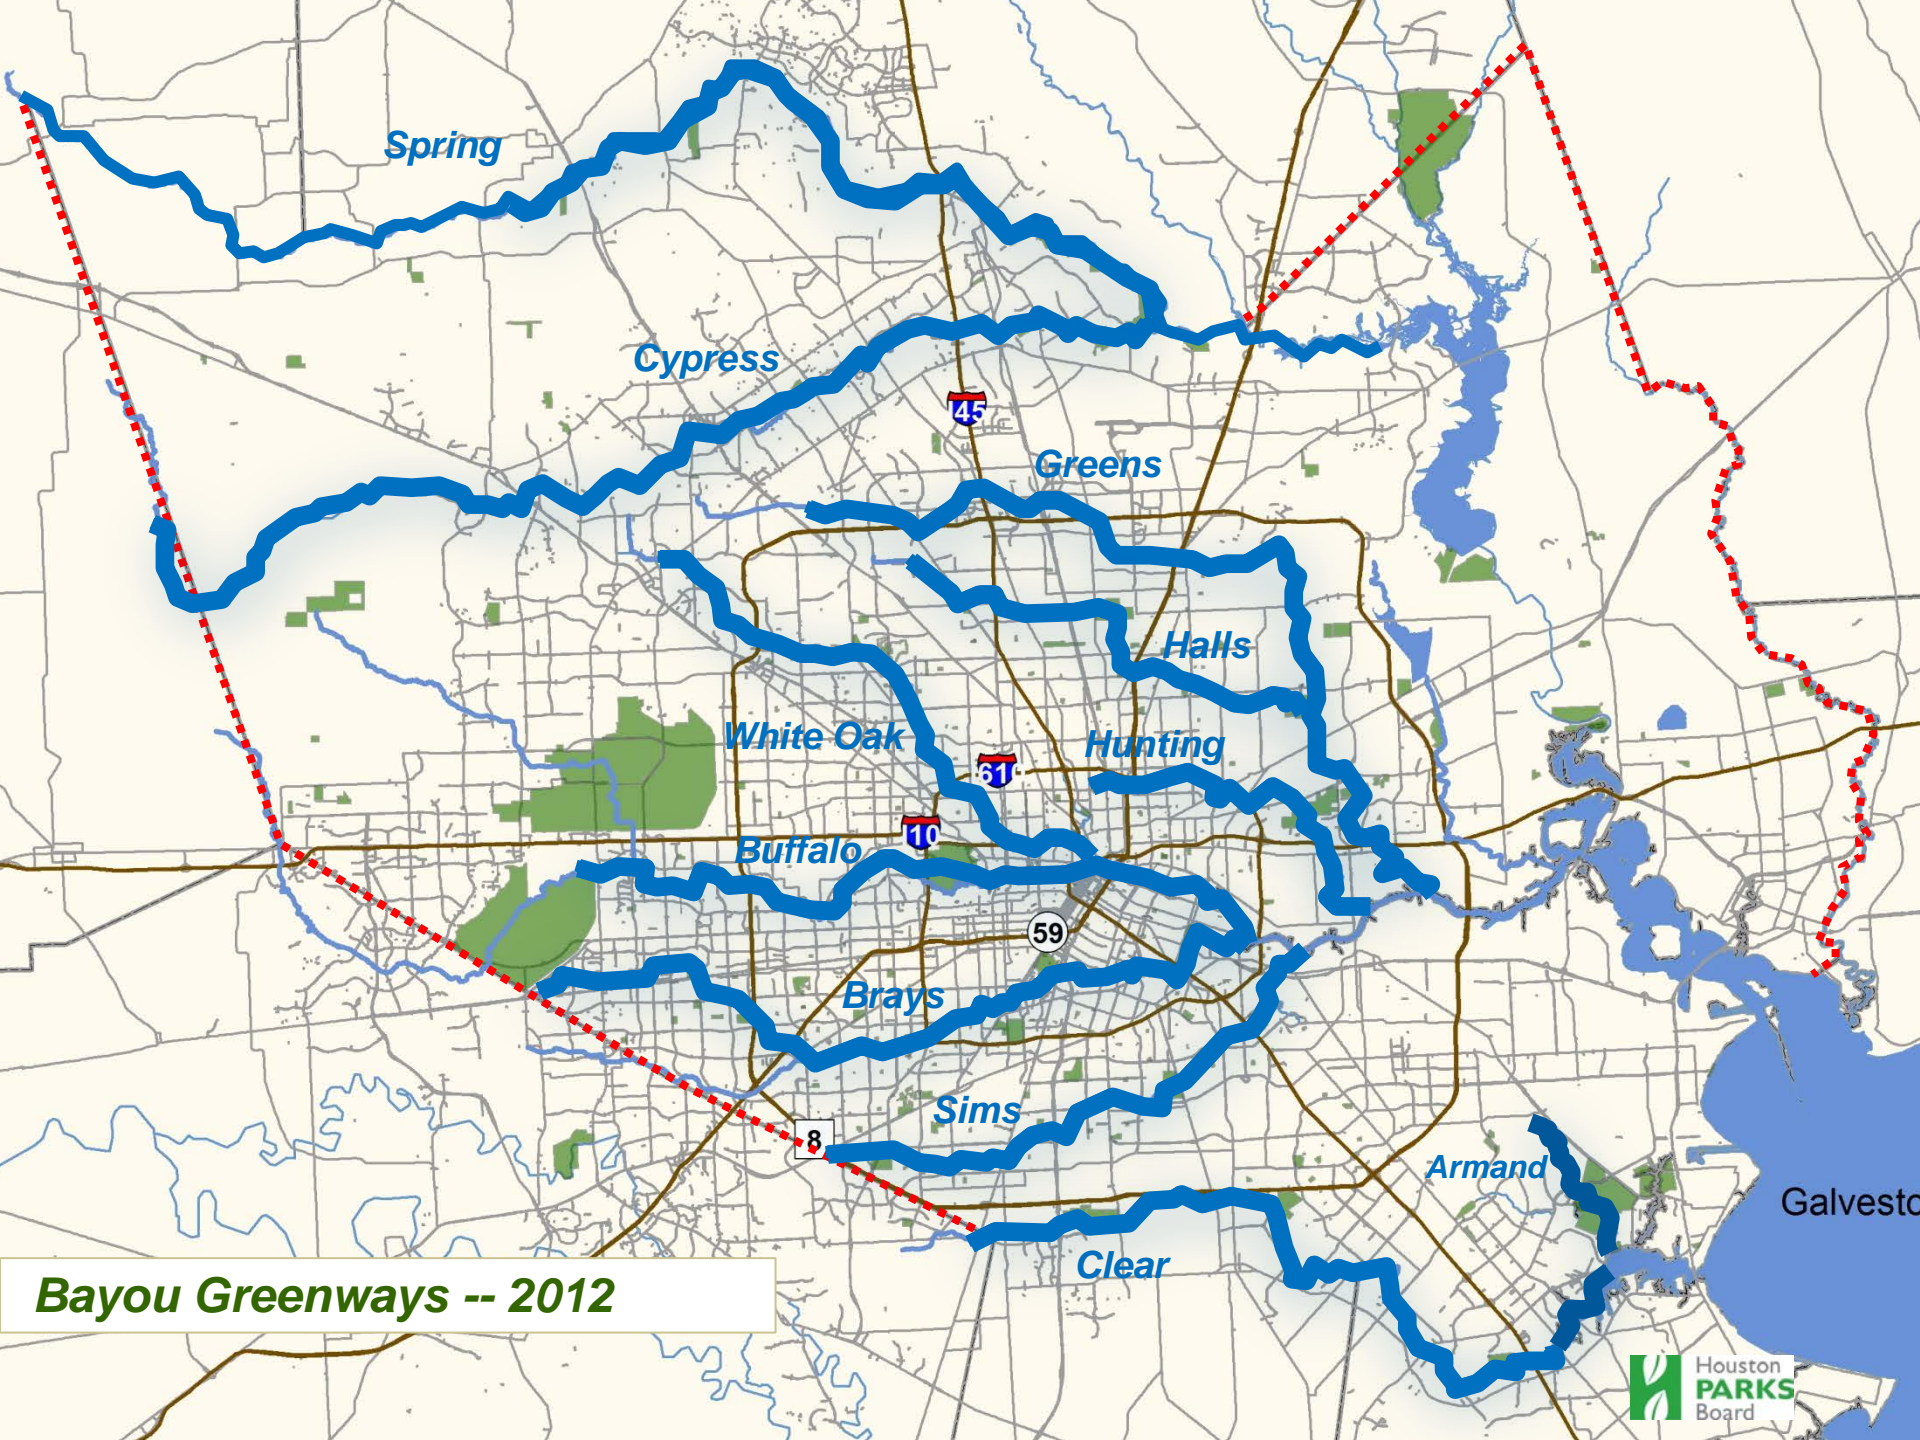 Spring
Cypress
45
Greens
Halls
White Oak
Hunting
610
10
Buffalo
59
Brays
Sims
8
Armand
Galvesto
Clear
Bayou Greenways -- 2012
Houston
PARKS
Board